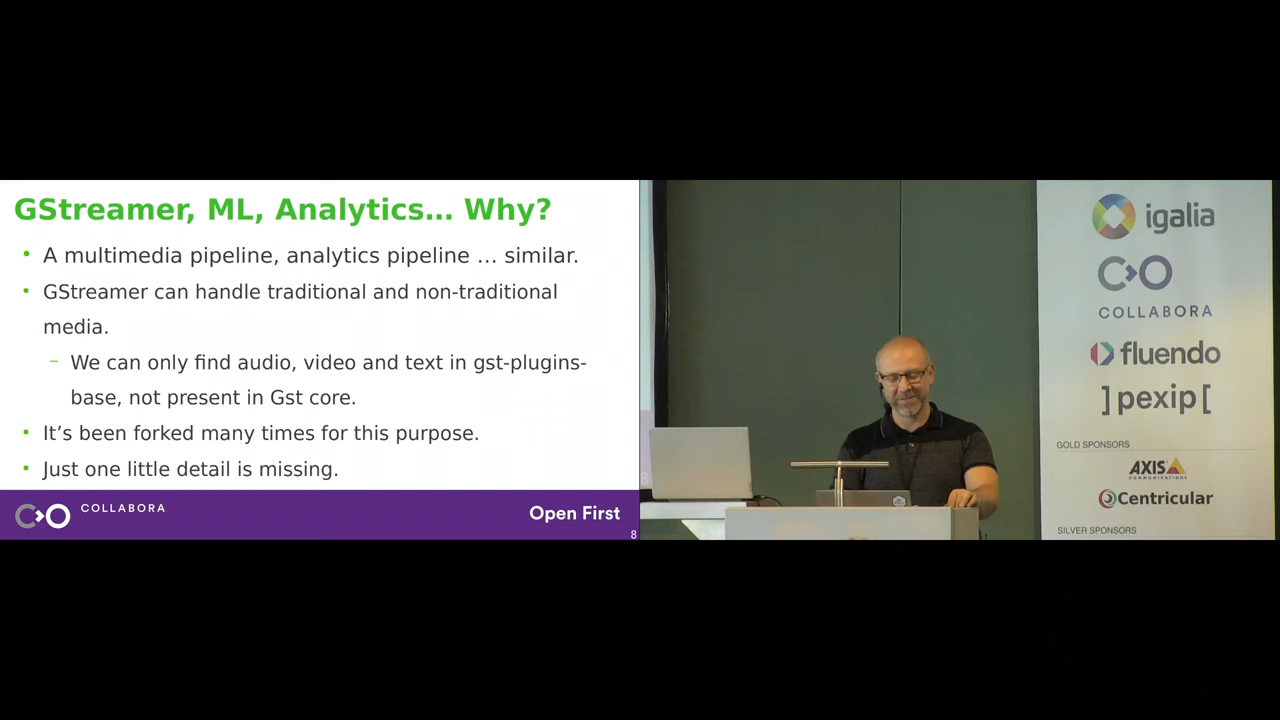 GStreamer, ML, Analytics… Why?
• A multimedia pipeline, analytics pipeline … similar.
• GStreamer can handle traditional and non-traditional
media.
– We can only find audio, video and text in gst-plugins-
base, not present in Gst core.
• It’s been forked many times for this purpose.
• Just one little detail is missing.
COLLABORA
Open First
8
igalia
COLLABORA
fluendo
]pexip[
GOLD SPONSORS
AXIS
COMMUNICATIONS
Centricular
SILVER SPONSORS